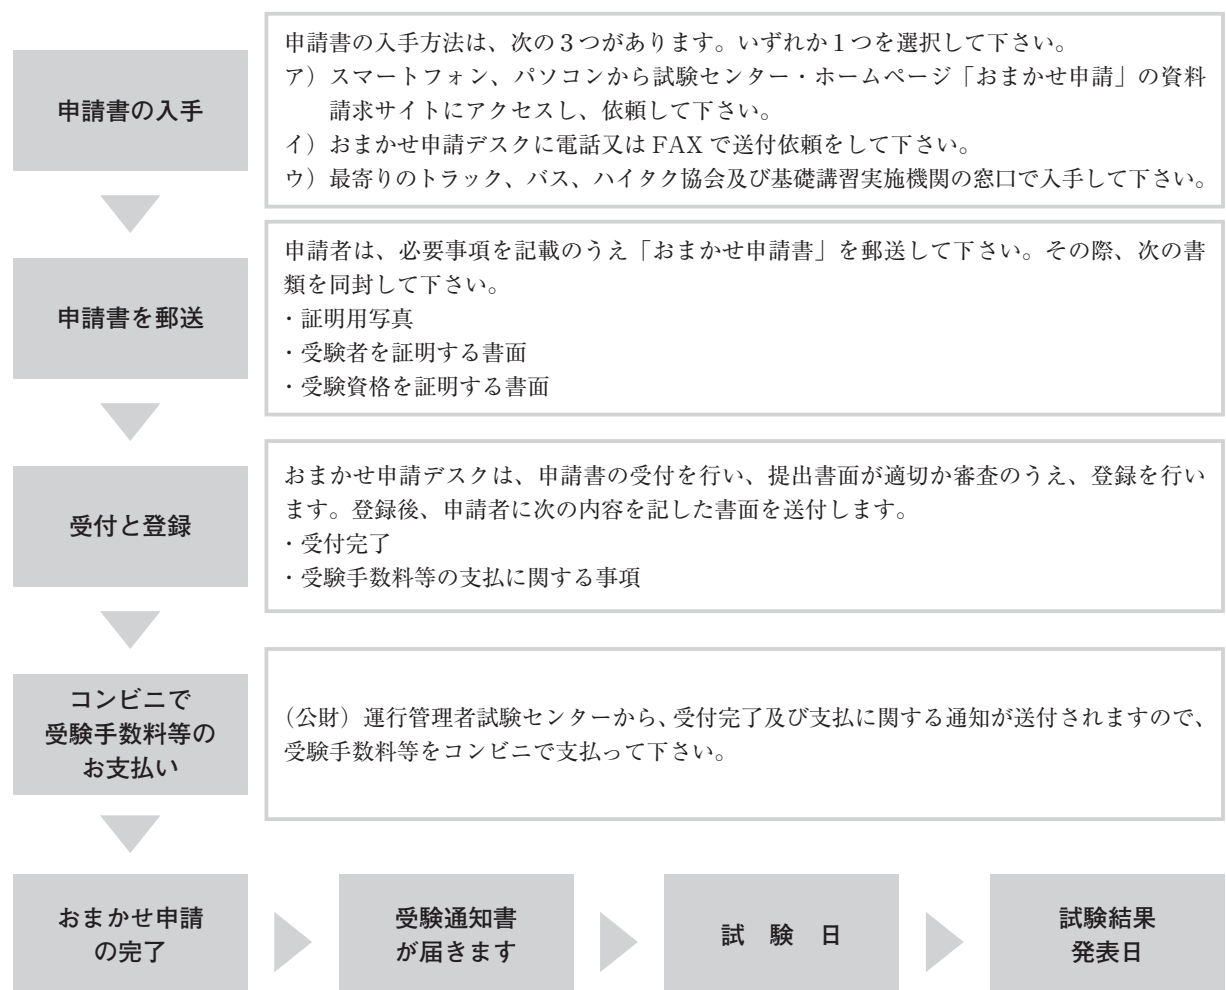 申請書の入手
申請書の入手方法は、次の３つがあります。いずれか１つを選択して下さい。
ア）スマートフォン、パソコンから試験センター・ホームページ「おまかせ申請」の資料
請求サイトにアクセスし、依頼して下さい。
イ）おまかせ申請デスクに電話又は FAX で送付依頼をして下さい。
ウ）最寄りのトラック、バス、ハイタク協会及び基礎講習実施機関の窓口で入手して下さい。
申請書を郵送
申請者は、必要事項を記載のうえ「おまかせ申請書」を郵送して下さい。その際、次の書
類を同封して下さい。
・証明用写真
・受験者を証明する書面
・受験資格を証明する書面
受付と登録
おまかせ申請デスクは、申請書の受付を行い、提出書面が適切か審査のうえ、登録を行い
ます。登録後、申請者に次の内容を記した書面を送付します。
・受付完了
・受験手数料等の支払に関する事項
コンビニで
受験手数料等の
お支払い
（公財）運行管理者試験センターから、受付完了及び支払に関する通知が送付されますので、
受験手数料等をコンビニで支払って下さい。
おまかせ申請
の完了
受験通知書
が届きます
試　験　日
試験結果
発表日